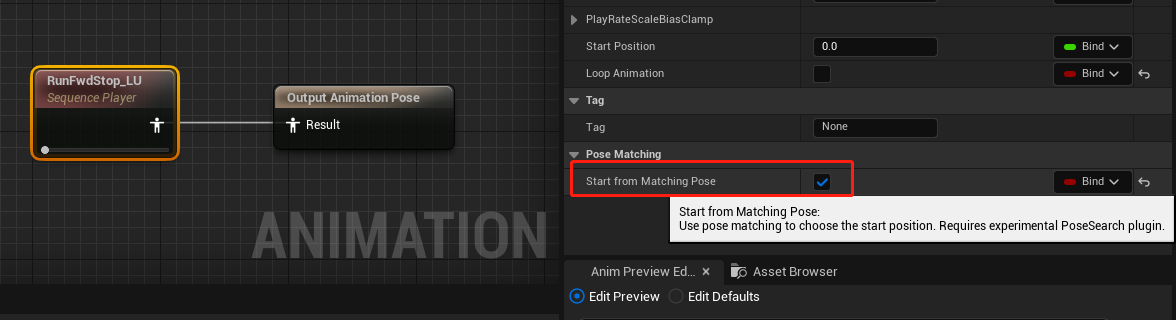 RunFwdStop_LU
Sequence Player
Output Animation Pose
Result
ANIMATION
PlayRateScaleBiasClamp
Start Position 0.0 Bind
Loop Animation Bind
Tag
Tag None
Pose Matching
Start from Matching Pose Bind
Start from Matching Pose:
Use pose matching to choose the start position. Requires experimental PoseSearch plugin.
Anim Preview Ed... × Asset Browser
Edit Preview Edit Defaults